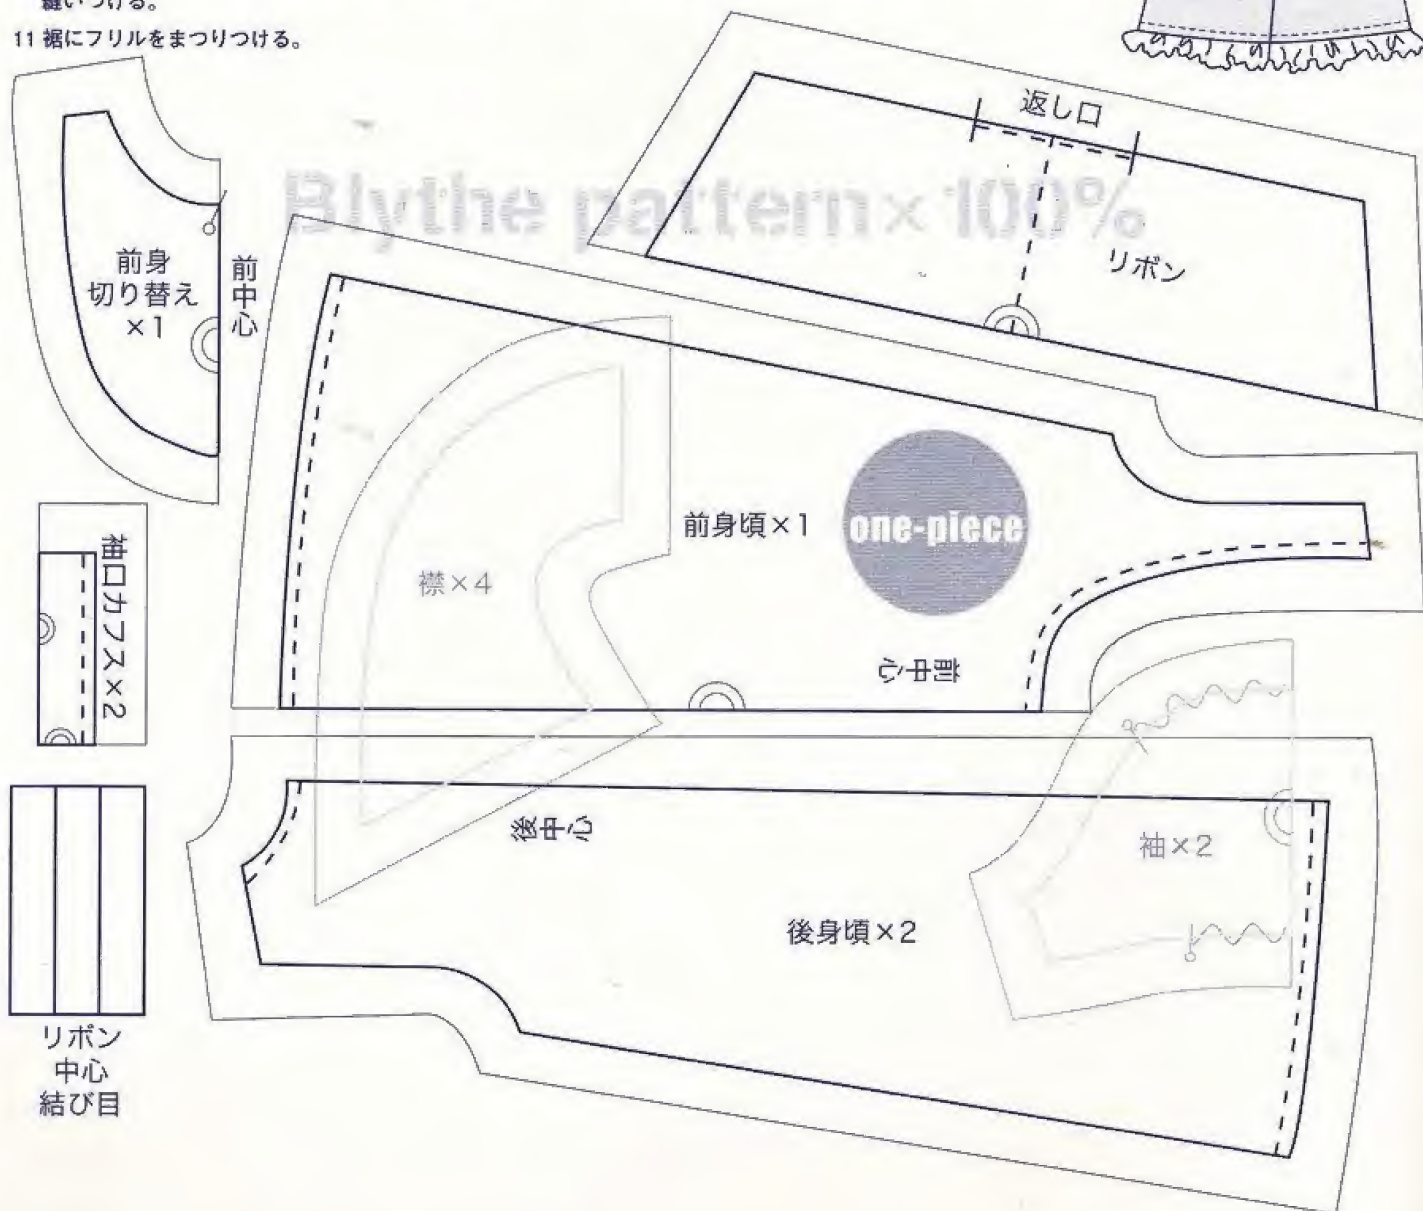 縫いつける。
11 裾にフリルをまつりつける。
返し口
Blythe pattern × 100%
リボン
前身
切り替え
×1
前中心
前身頃×1
one-piece
襟×4
袖口カフス×2
前中心
後中心
袖×2
後身頃×2
リボン
中心
結び目